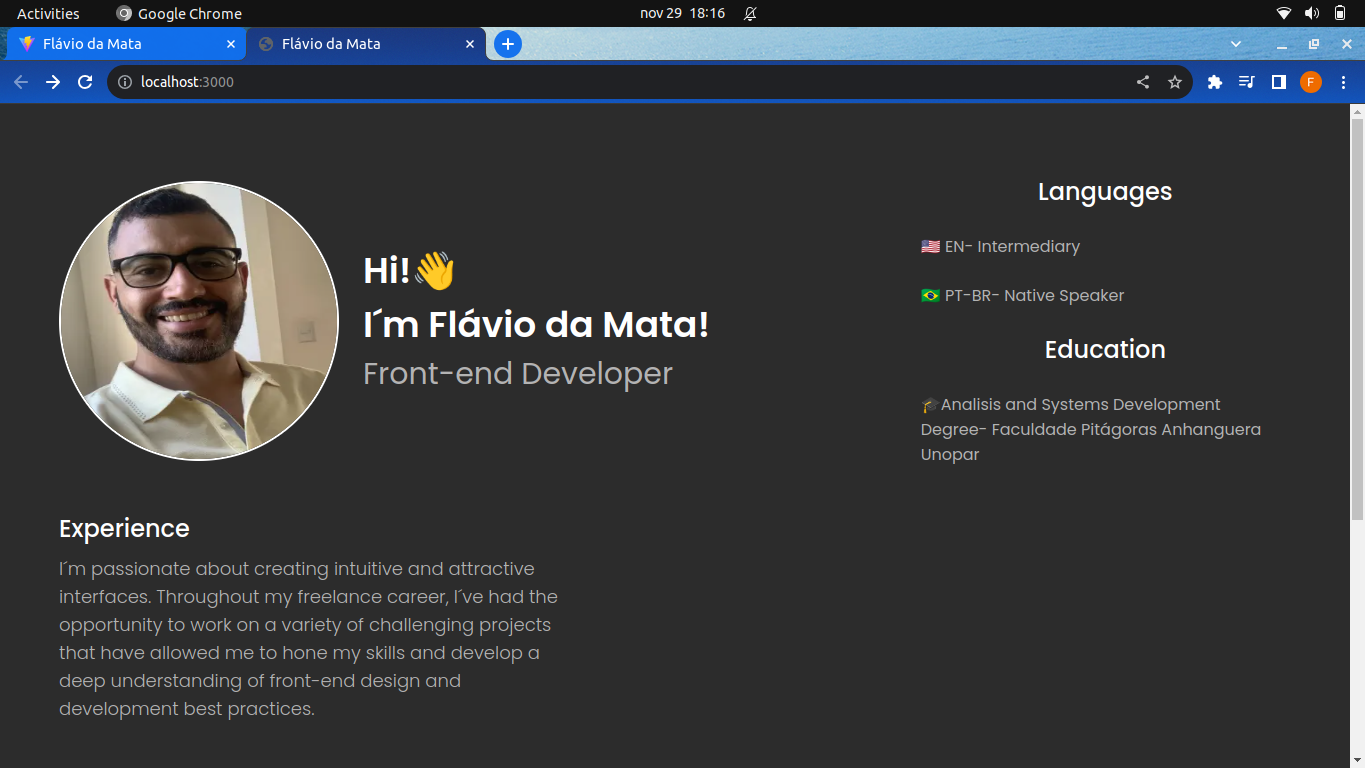 Activities
Google Chrome
nov 29 18:16
Flávio da Mata
Flávio da Mata
localhost:3000
F
Hi!👋
I´m Flávio da Mata!
Front-end Developer
Languages
🇺🇸 EN- Intermediary
🇧🇷 PT-BR- Native Speaker
Education
🎓Analisis and Systems Development
Degree- Faculdade Pitágoras Anhanguera
Unopar
Experience
I´m passionate about creating intuitive and attractive
interfaces. Throughout my freelance career, I´ve had the
opportunity to work on a variety of challenging projects
that have allowed me to hone my skills and develop a
deep understanding of front-end design and
development best practices.